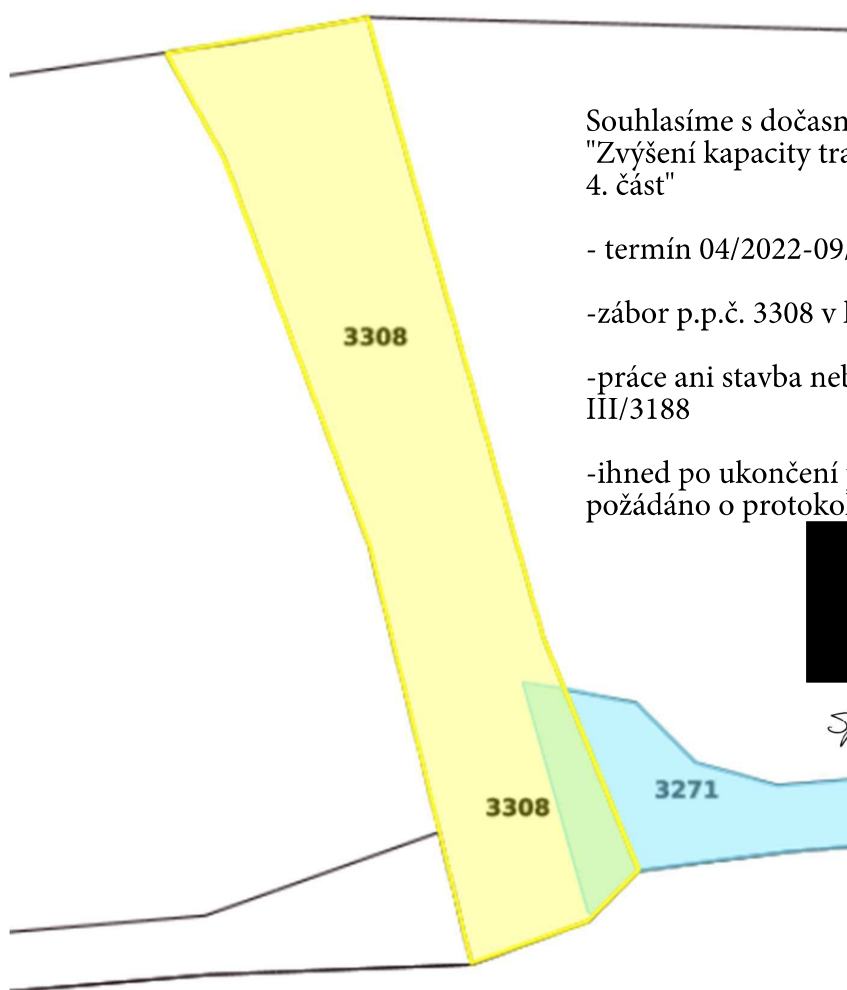 Souhlasíme s dočasn
"Zvýšení kapacity tra
4. část"
- termín 04/2022-09/
-zábor p.p.č. 3308 v
-práce ani stavba neb
III/3188
-ihned po ukončení
požádáno o protokol
3308
3308
3271